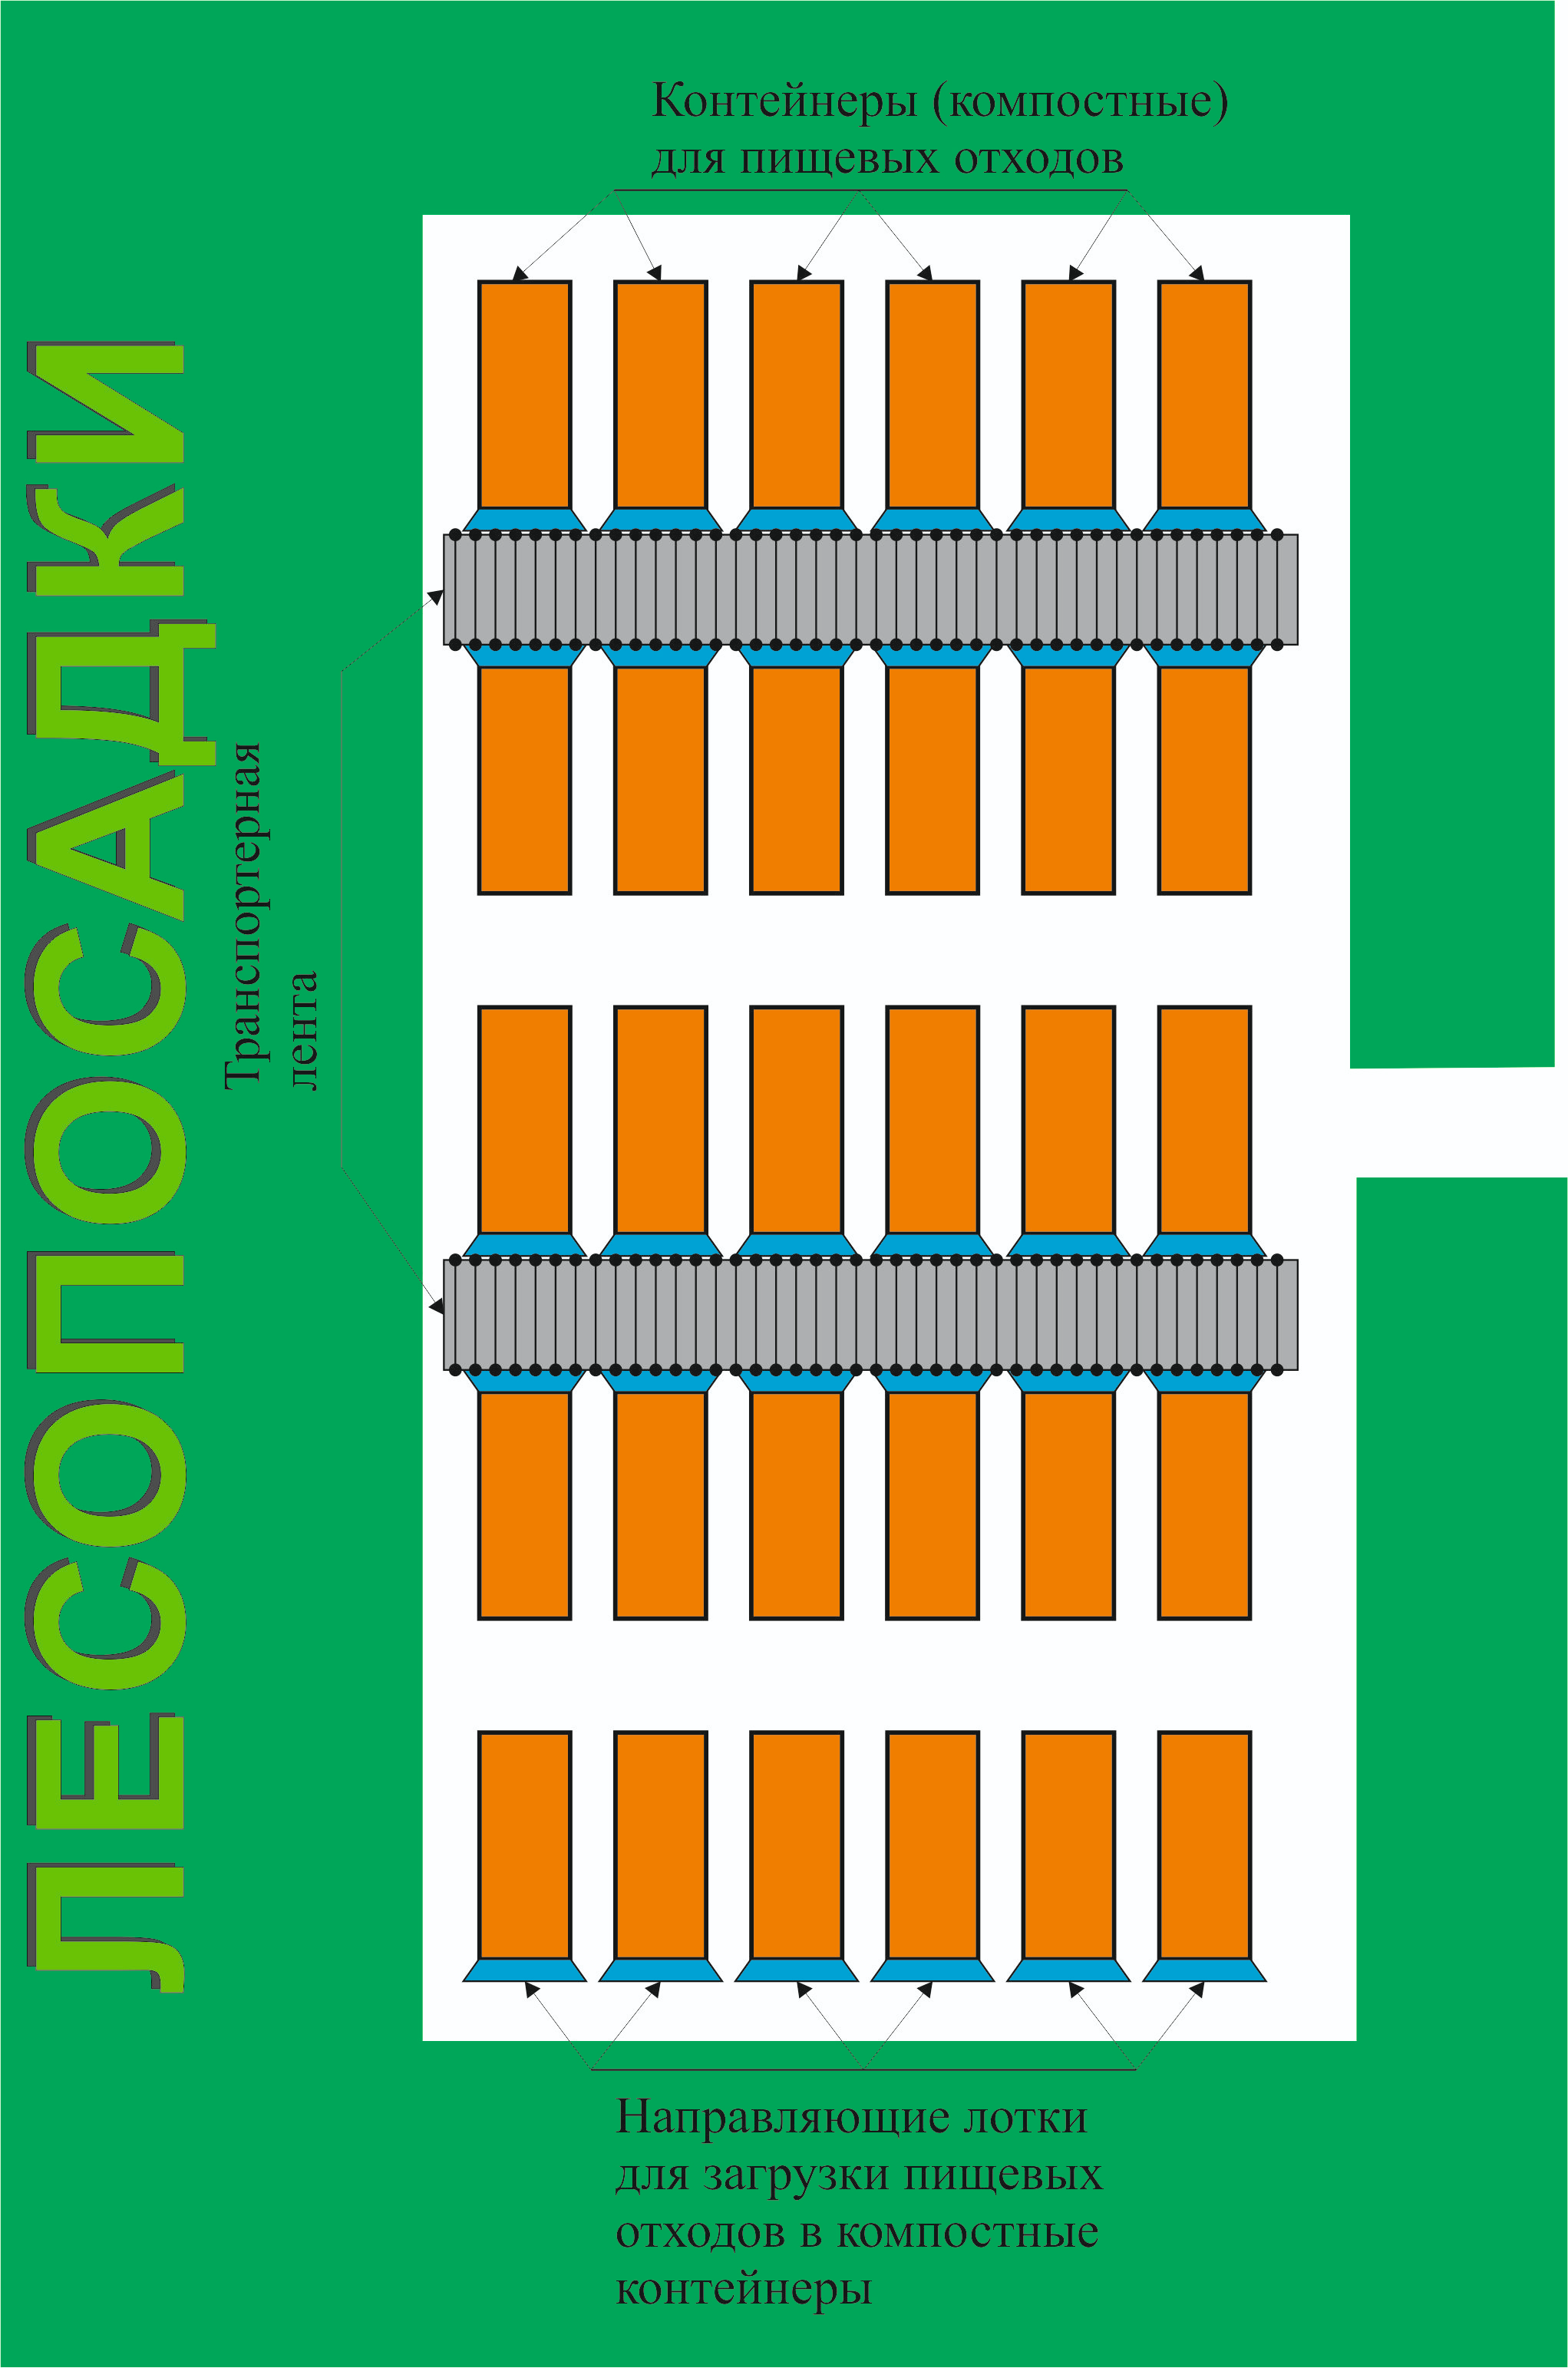 Контейнеры (компостные)
для пищевых отходов
ЛЕСОПОСАДКИ
Транспортерная
лента
Направляющие лотки
для загрузки пищевых
отходов в компостные
контейнеры